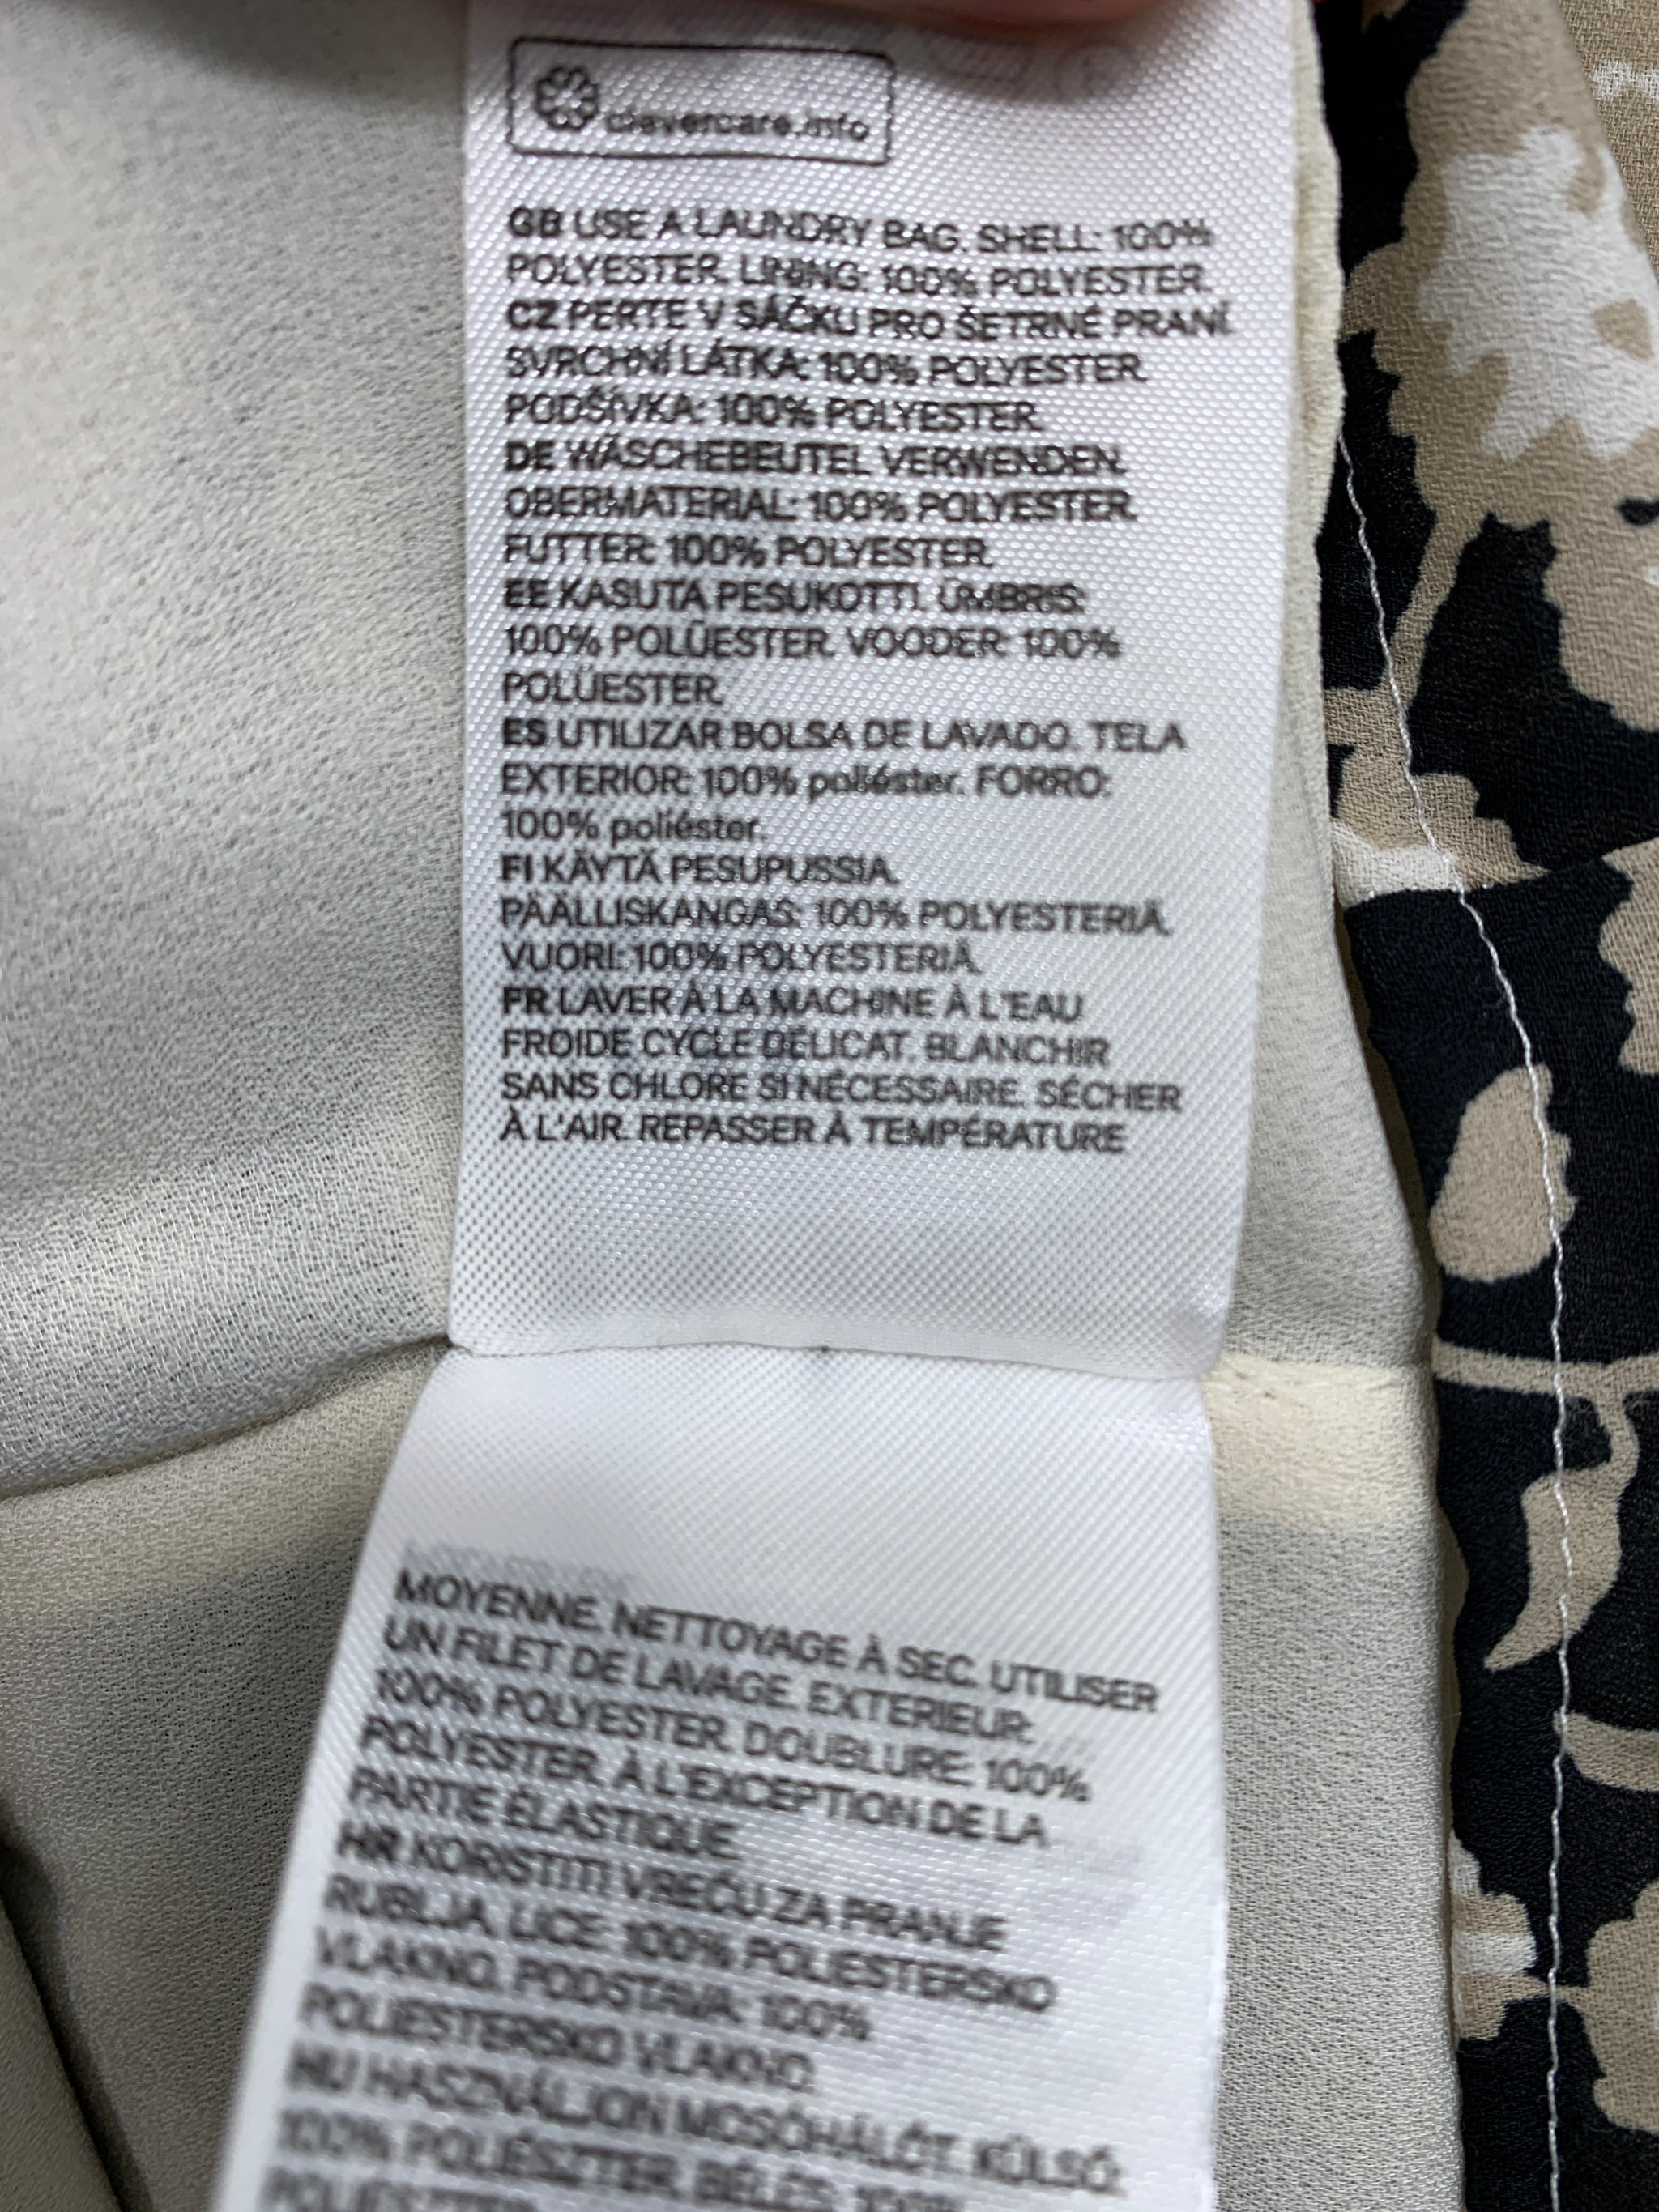 clevercare.info
GB USE A LAUNDRY BAG. SHELL: 100%
POLYESTER. LINING: 100% POLYESTER.
CZ PERTE V SÁČKU PRO ŠETRNÉ PRANÍ.
SVRCHNÍ LÁTKA: 100% POLYESTER.
PODŠÍVKA: 100% POLYESTER.
DE WÄSCHEBEUTEL VERWENDEN.
OBERMATERIAL: 100% POLYESTER.
FUTTER: 100% POLYESTER.
EE KASUTA PESUKOTTI. ÜMBRIS:
100% POLÜESTER. VOODER: 100%
POLÜESTER.
ES UTILIZAR BOLSA DE LAVADO. TELA
EXTERIOR: 100% poliéster. FORRO:
100% poliéster.
FI KÄYTÄ PESUPUSSIA.
PÄÄLLISKANGAS: 100% POLYESTERIÄ.
VUORI: 100% POLYESTERIÄ.
FR LAVER À LA MACHINE À L'EAU
FROIDE CYCLE DÉLICAT. BLANCHIR
SANS CHLORE SI NÉCESSAIRE. SÉCHER
À L'AIR. REPASSER À TEMPÉRATURE
MOYENNE. NETTOYAGE À SEC. UTILISER
UN FILET DE LAVAGE. EXTERIEUR:
100% POLYESTER. DOUBLURE: 100%
POLYESTER, À L'EXCEPTION DE LA
PARTIE ÉLASTIQUE
HR KORISTITI VREĆU ZA PRANJE
RUBLJA. LICE: 100% POLIESTERSKO
VLAKNO. PODSTAVA: 100%
POLIESTERSKO VLAKNO.
HU HASZNÁLJON MOSÓHÁLÓT. KÜLSŐ:
100% POLIÉSZTER. BÉLÉS: 100%
POLIÉSZTER.